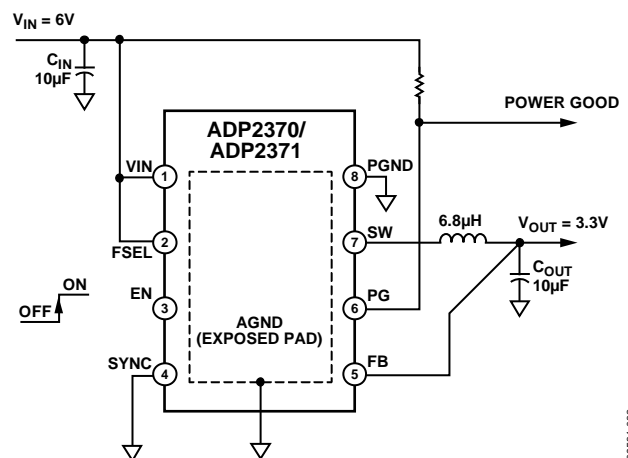 VIN = 6V
CIN
10µF
POWER GOOD
ADP2370/
ADP2371
VIN
1
8
PGND
6.8µH
VOUT = 3.3V
2
FSEL
7
SW
COUT
10µF
ON
OFF
EN
3
6
PG
AGND
(EXPOSED PAD)
SYNC
4
5
FB